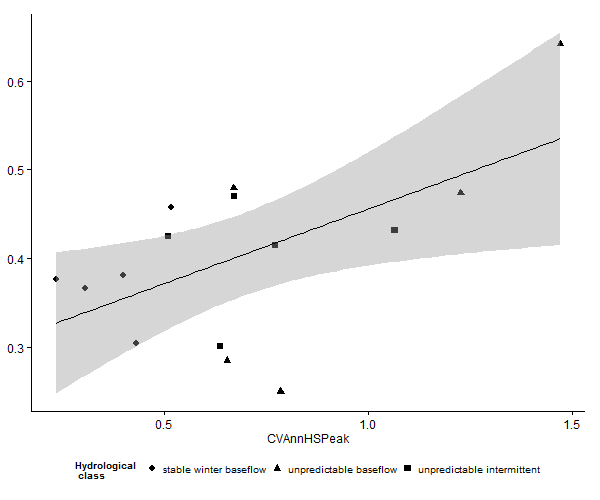 0.6
0.5
0.4
0.3
0.5 1.0 1.5
CVAnnHSPeak
Hydrological class
stable winter baseflow unpredictable baseflow unpredictable intermittent